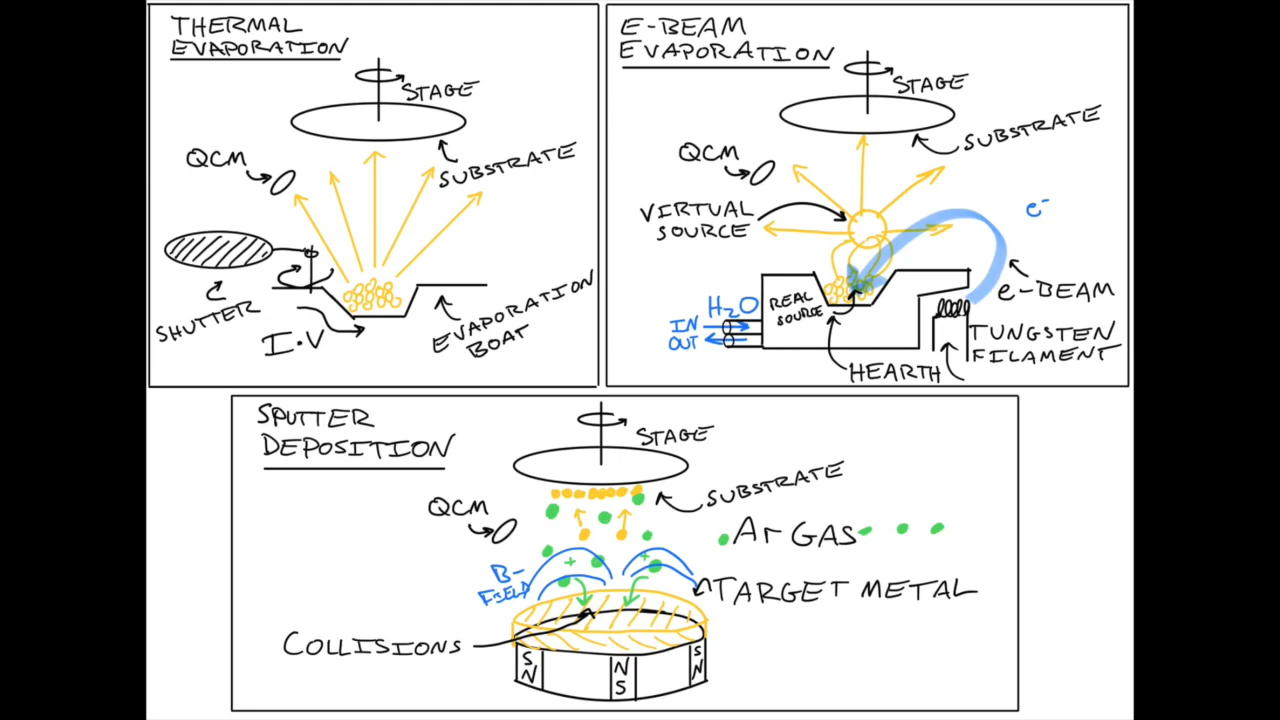 THERMAL
EVAPORATION
STAGE
QCM
SUBSTRATE
SHUTTER
I·V
EVAPORATION
BOAT
E-BEAM
EVAPORATION
STAGE
SUBSTRATE
QCM
VIRTUAL
SOURCE
e-
e-BEAM
H2O
IN
OUT
REAL
SOURCE
TUNGSTEN
FILAMENT
HEARTH
SPUTTER
DEPOSITION
STAGE
SUBSTRATE
QCM
Ar GAS
B-
FIELD
+
+
TARGET METAL
COLLISIONS
S
N
N
S
S
N